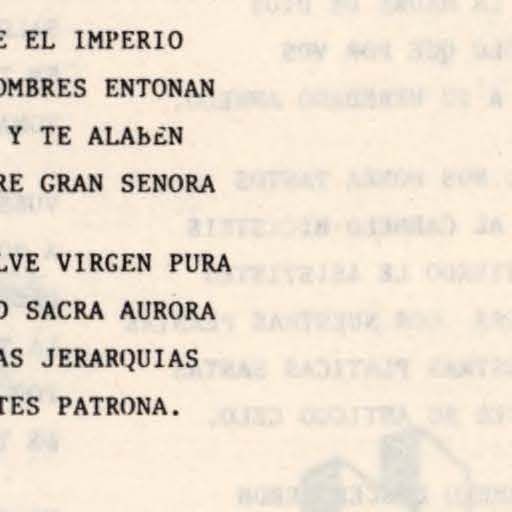 E EL IMPERIO
OMBRES ENTONAN
Y TE ALABEN
RE GRAN SENORA
LVE VIRGEN PURA
O SACRA AURORA
AS JERARQUIAS
TES PATRONA.